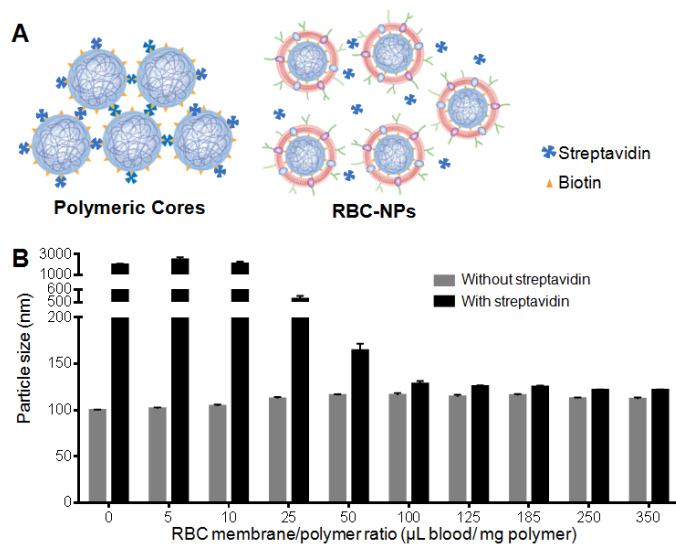 A
Streptavidin
Biotin
Polymeric Cores
RBC-NPs
B
Particle size (nm)
3000
1000
600
500
200
150
100
50
0
Without streptavidin
With streptavidin
0 5 10 25 50 100 125 185 250 350
RBC membrane/polymer ratio (µL blood/ mg polymer)